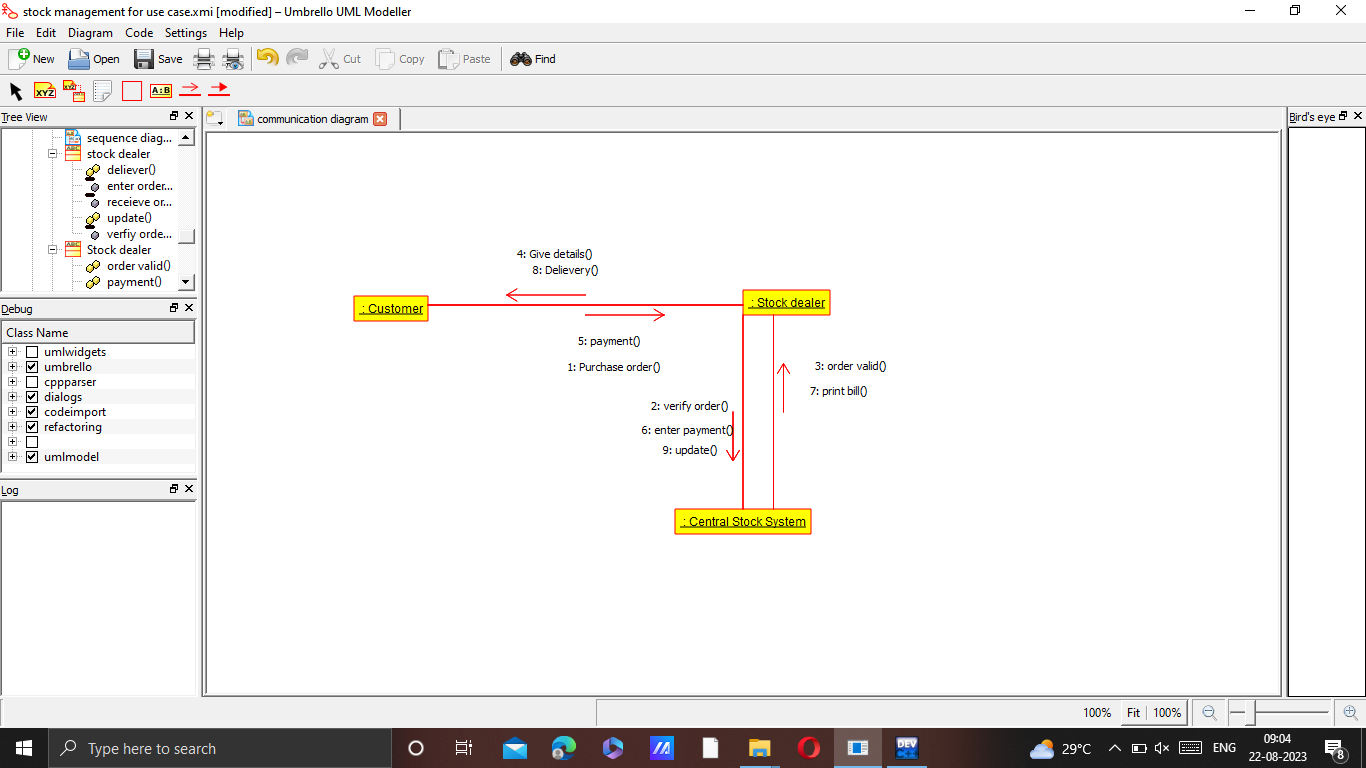 stock management for use case.xmi [modified] – Umbrello UML Modeller
File Edit Diagram Code Settings Help
New Open Save Cut Copy Paste Find
XYZ XYZ A:B
Tree View
communication diagram
Bird's eye
sequence diag...
stock dealer
deliever()
enter order...
receieve or...
update()
verfiy orde...
Stock dealer
order valid()
payment()
Debug
Class Name
umlwidgets
umbrello
cppparser
dialogs
codeimport
refactoring
umlmodel
Log
4: Give details()
8: Delievery()
: Customer
: Stock dealer
5: payment()
1: Purchase order()
3: order valid()
7: print bill()
2: verify order()
6: enter payment()
9: update()
: Central Stock System
100% Fit 100%
Type here to search
DEV
29°C
ENG
09:04
22-08-2023
8